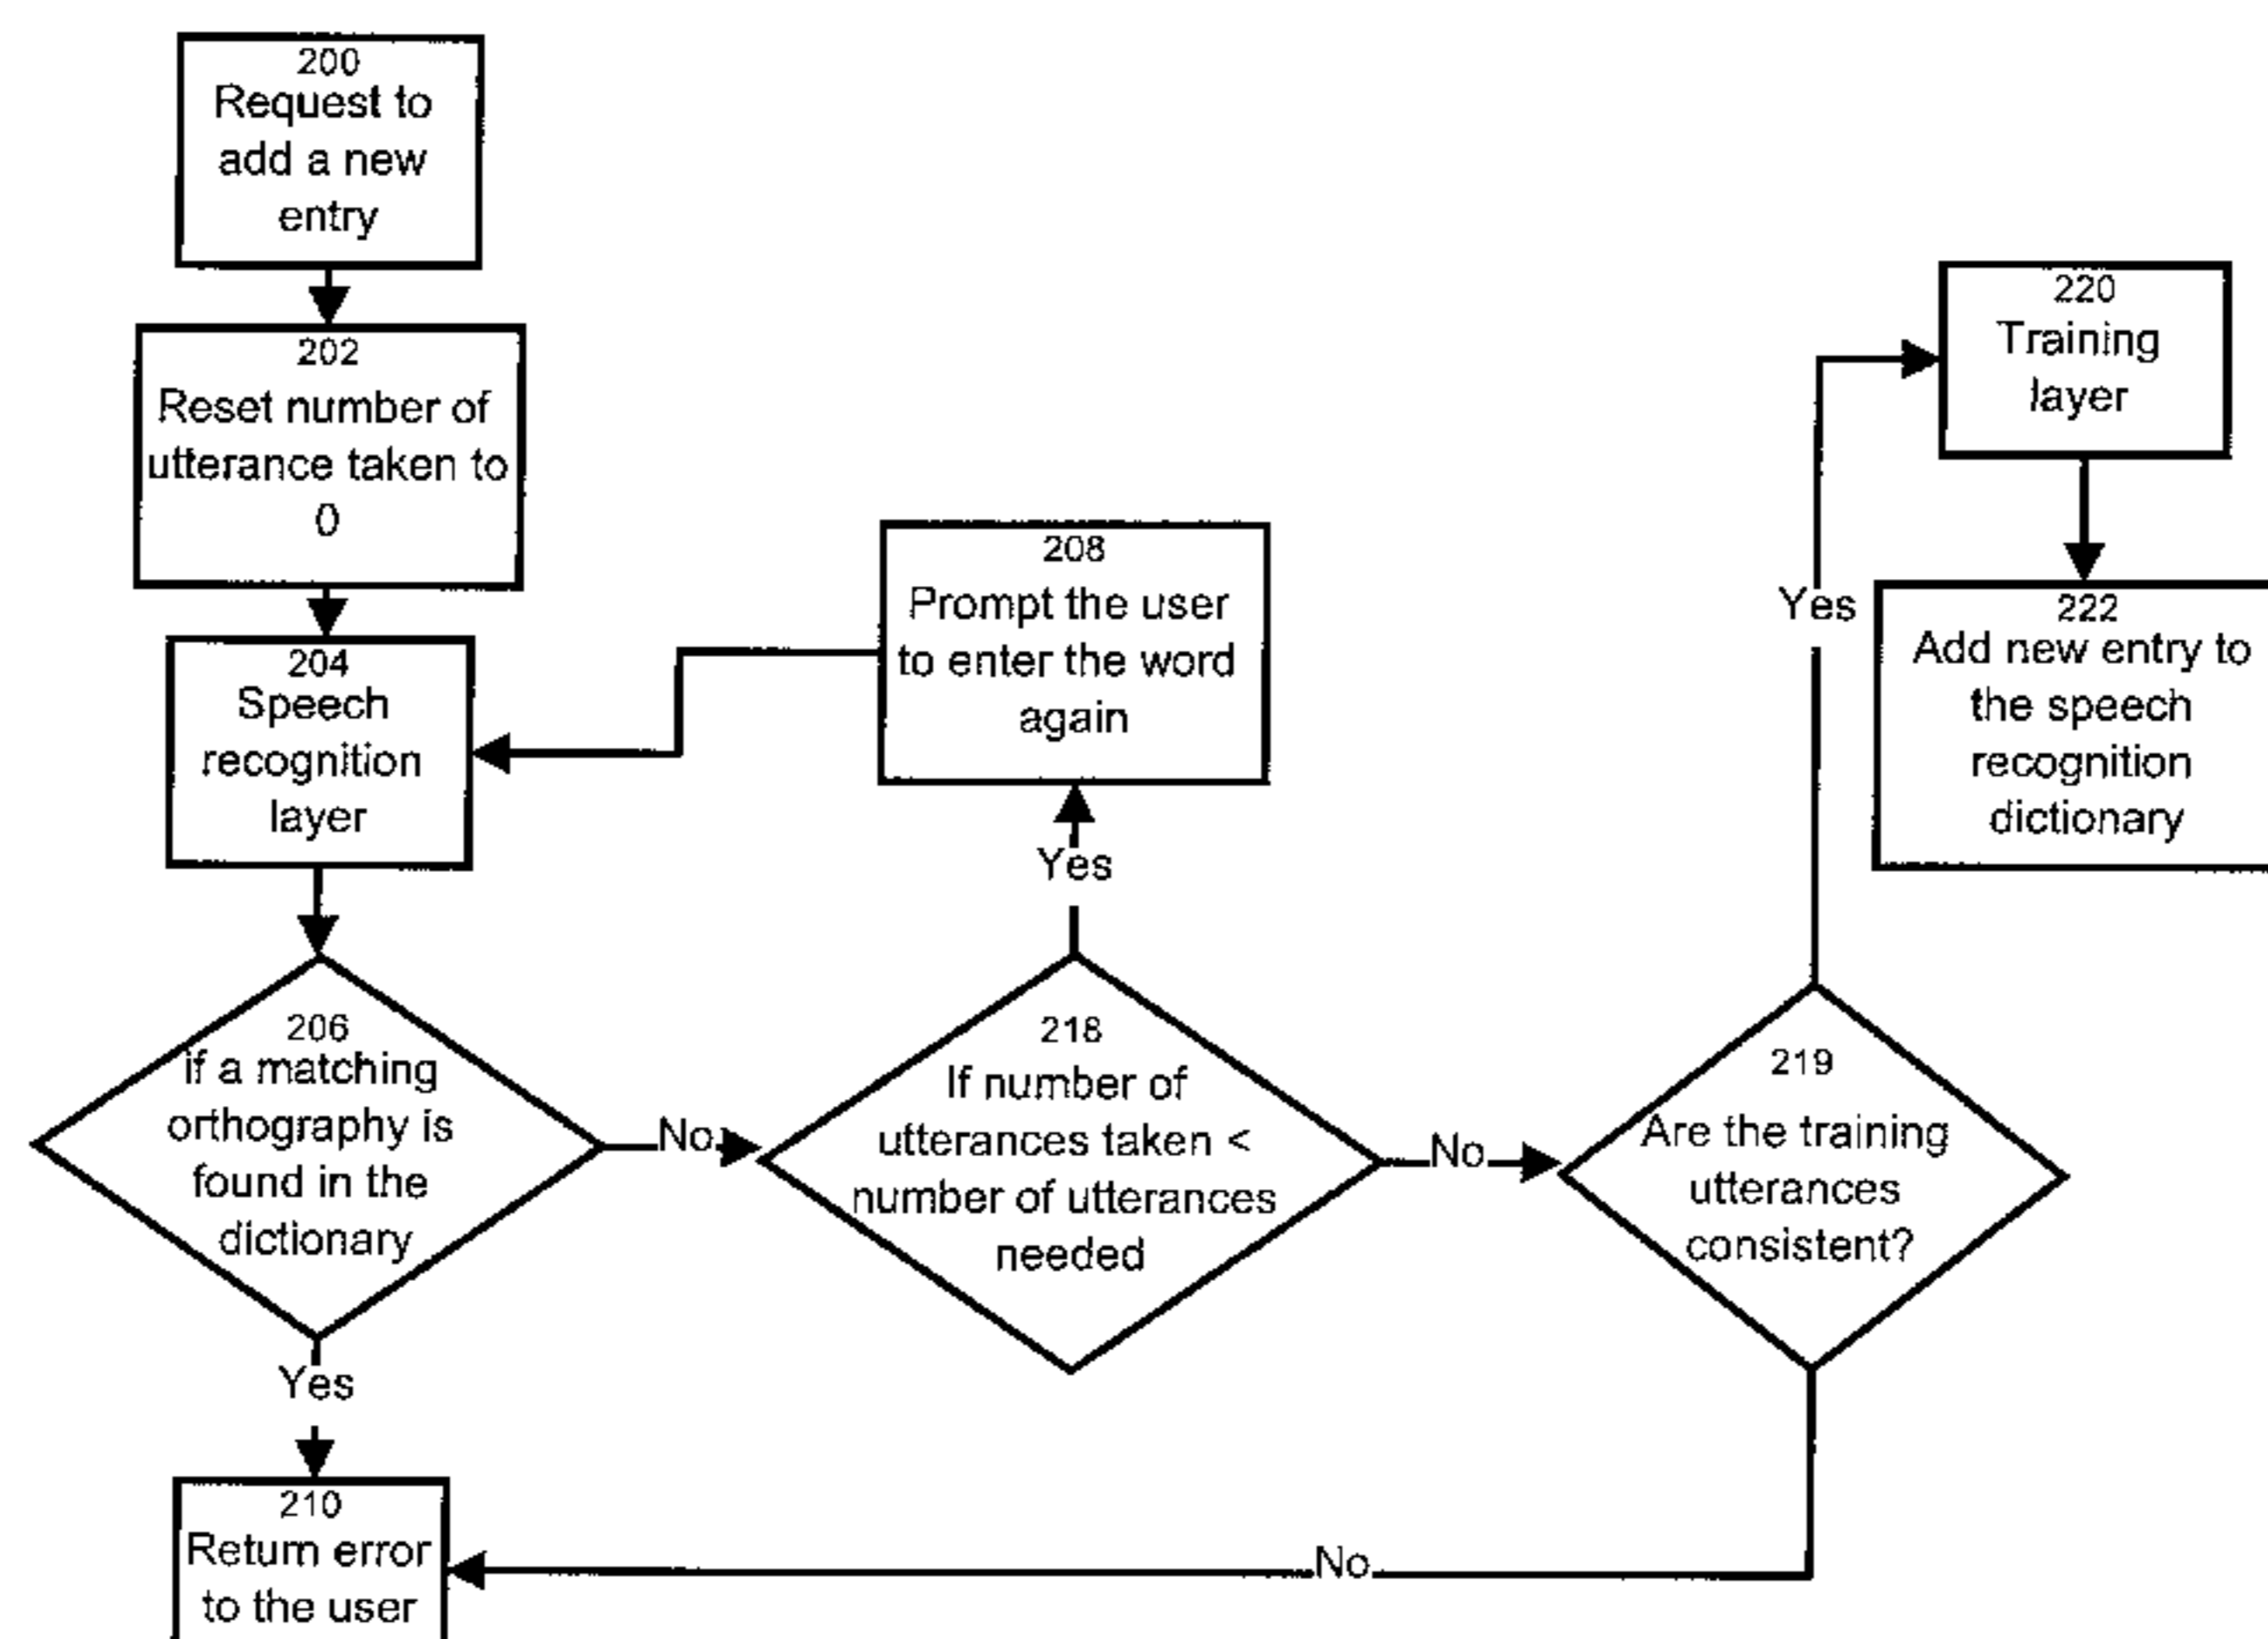 200
Request to
add a new
entry
202
Reset number of
utterance taken to
0
204
Speech
recognition
layer
206
if a matching
orthography is
found in the
dictionary
Yes
210
Return error
to the user
No
208
Prompt the user
to enter the word
again
Yes
218
If number of
utterances taken <
number of utterances
needed
No
219
Are the training
utterances
consistent?
Yes
No
220
Training
layer
222
Add new entry to
the speech
recognition
dictionary